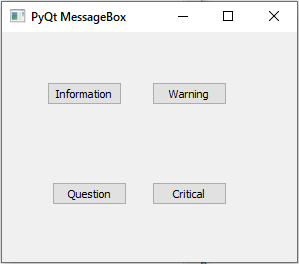 PyQt MessageBox
Information Warning
Question Critical